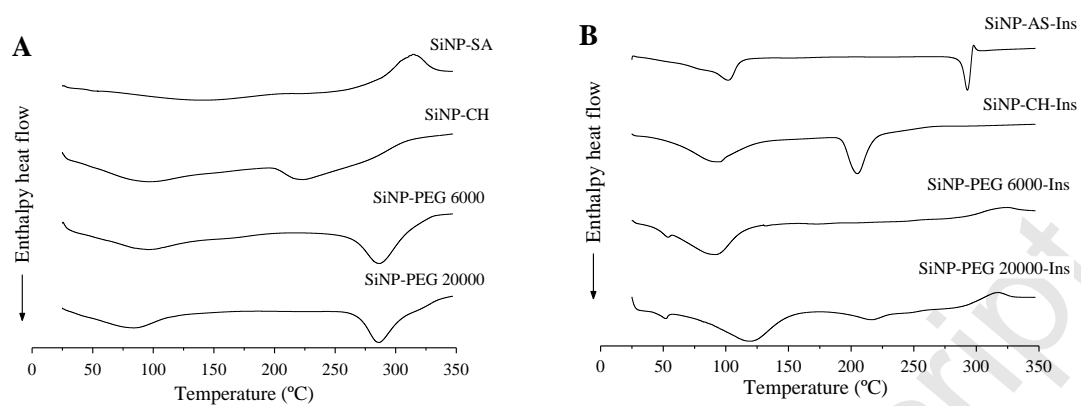 A
SiNP-SA
SiNP-CH
SiNP-PEG 6000
SiNP-PEG 20000
Enthalpy heat flow
0 50 100 150 200 250 300 350
Temperature (ºC)
B
SiNP-AS-Ins
SiNP-CH-Ins
SiNP-PEG 6000-Ins
SiNP-PEG 20000-Ins
Enthalpy heat flow
0 50 100 150 200 250 300 350
Temperature (ºC)
cript